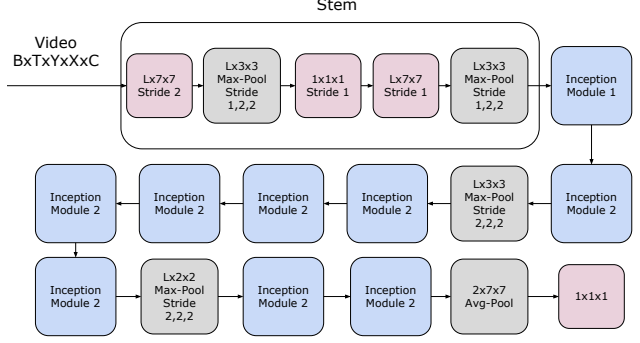 Stem
Video
BxTxYxXxC
Lx7x7
Stride 2
Lx3x3
Max-Pool
Stride
1,2,2
1x1x1
Stride 1
Lx7x7
Stride 1
Lx3x3
Max-Pool
Stride
1,2,2
Inception
Module 1
Inception
Module 2
Inception
Module 2
Inception
Module 2
Inception
Module 2
Lx3x3
Max-Pool
Stride
2,2,2
Inception
Module 2
Inception
Module 2
Lx2x2
Max-Pool
Stride
2,2,2
Inception
Module 2
Inception
Module 2
2x7x7
Avg-Pool
1x1x1